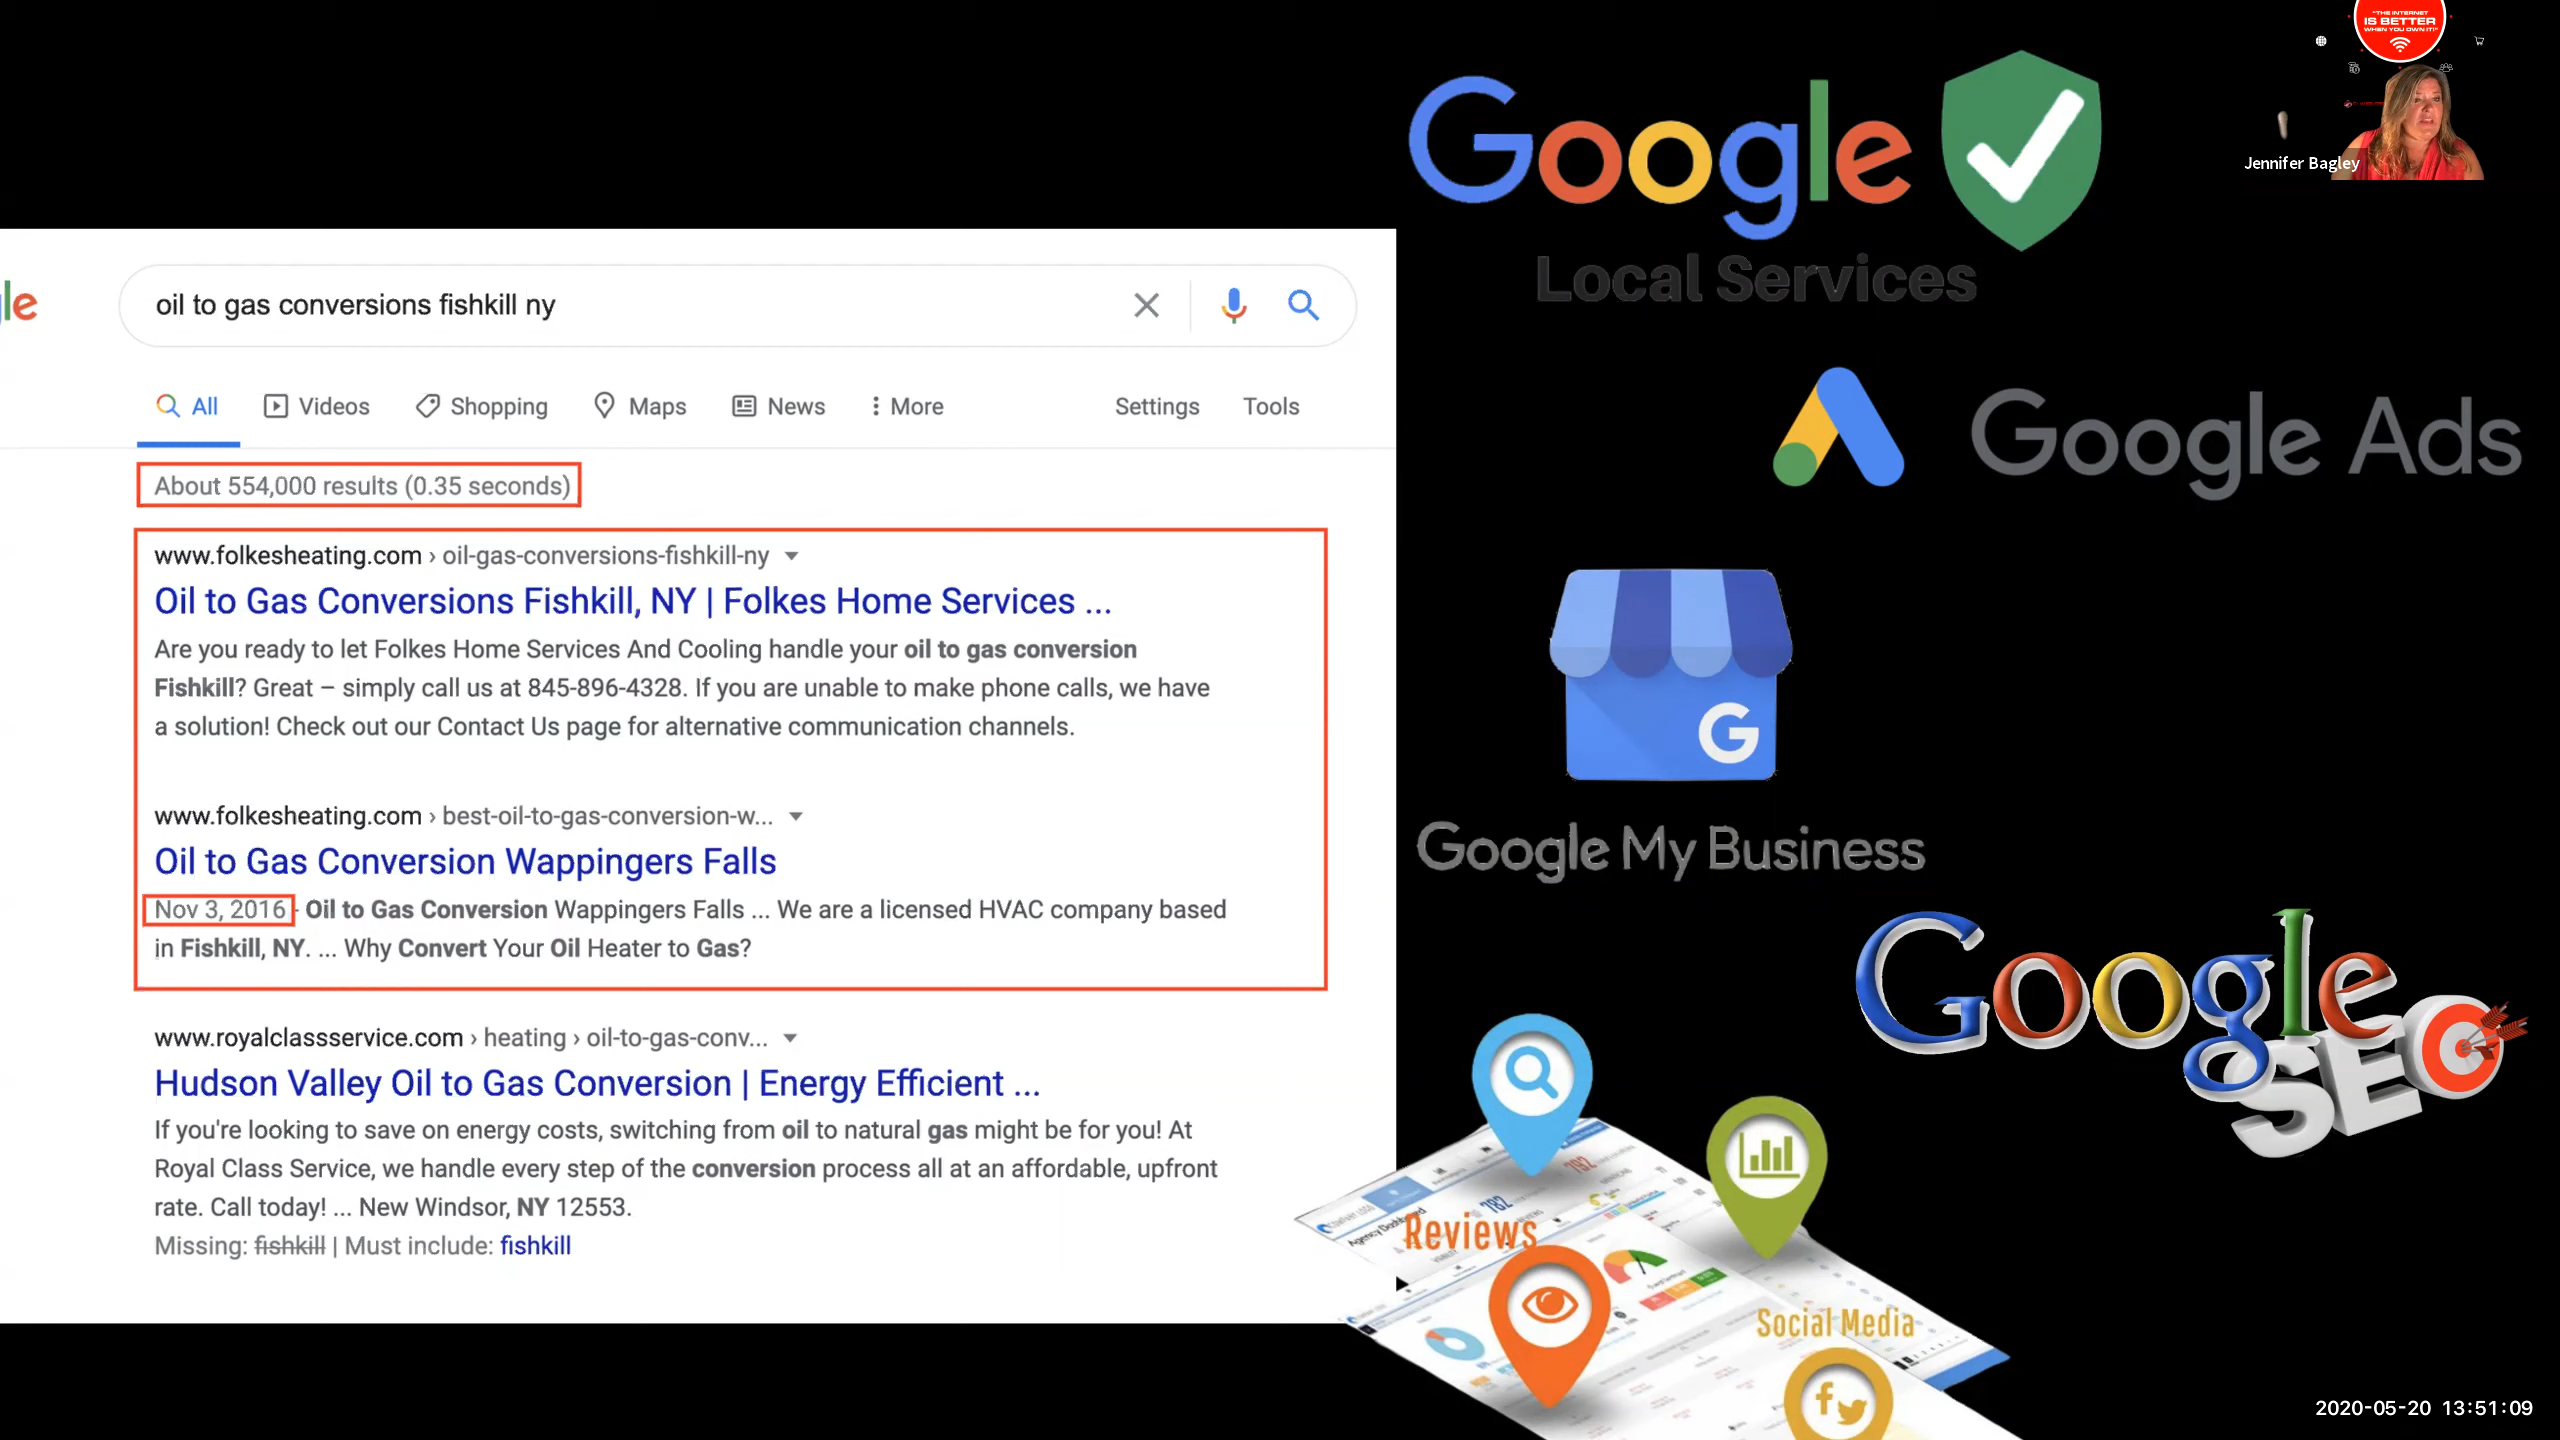 "THE INTERNET
IS BETTER
WHEN YOU OWN IT!"
Jennifer Bagley
Google
Local Services
le
oil to gas conversions fishkill ny
All Videos Shopping Maps News More Settings Tools
About 554,000 results (0.35 seconds)
www.folkesheating.com › oil-gas-conversions-fishkill-ny
Oil to Gas Conversions Fishkill, NY | Folkes Home Services ...
Are you ready to let Folkes Home Services And Cooling handle your oil to gas conversion
Fishkill? Great – simply call us at 845-896-4328. If you are unable to make phone calls, we have
a solution! Check out our Contact Us page for alternative communication channels.
www.folkesheating.com › best-oil-to-gas-conversion-w...
Oil to Gas Conversion Wappingers Falls
Nov 3, 2016 - Oil to Gas Conversion Wappingers Falls ... We are a licensed HVAC company based
in Fishkill, NY. ... Why Convert Your Oil Heater to Gas?
www.royalclassservice.com › heating › oil-to-gas-conv...
Hudson Valley Oil to Gas Conversion | Energy Efficient ...
If you're looking to save on energy costs, switching from oil to natural gas might be for you! At
Royal Class Service, we handle every step of the conversion process all at an affordable, upfront
rate. Call today! ... New Windsor, NY 12553.
Missing: fishkill | Must include: fishkill
Google Ads
G
Google My Business
Google
SEO
792
782
Agency Dashboard
Reviews
Social Media
2020-05-20 13:51:09